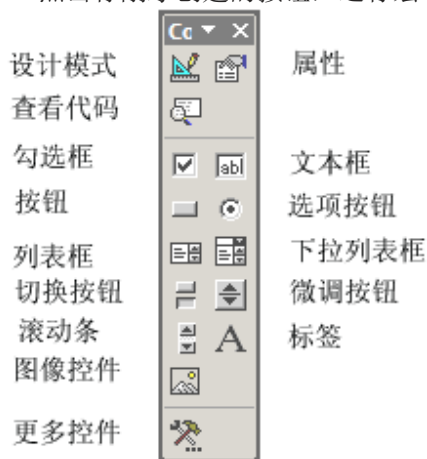 Co
设计模式
属性
查看代码
勾选框
abl
文本框
按钮
选项按钮
列表框
下拉列表框
切换按钮
微调按钮
滚动条
A
标签
图像控件
更多控件